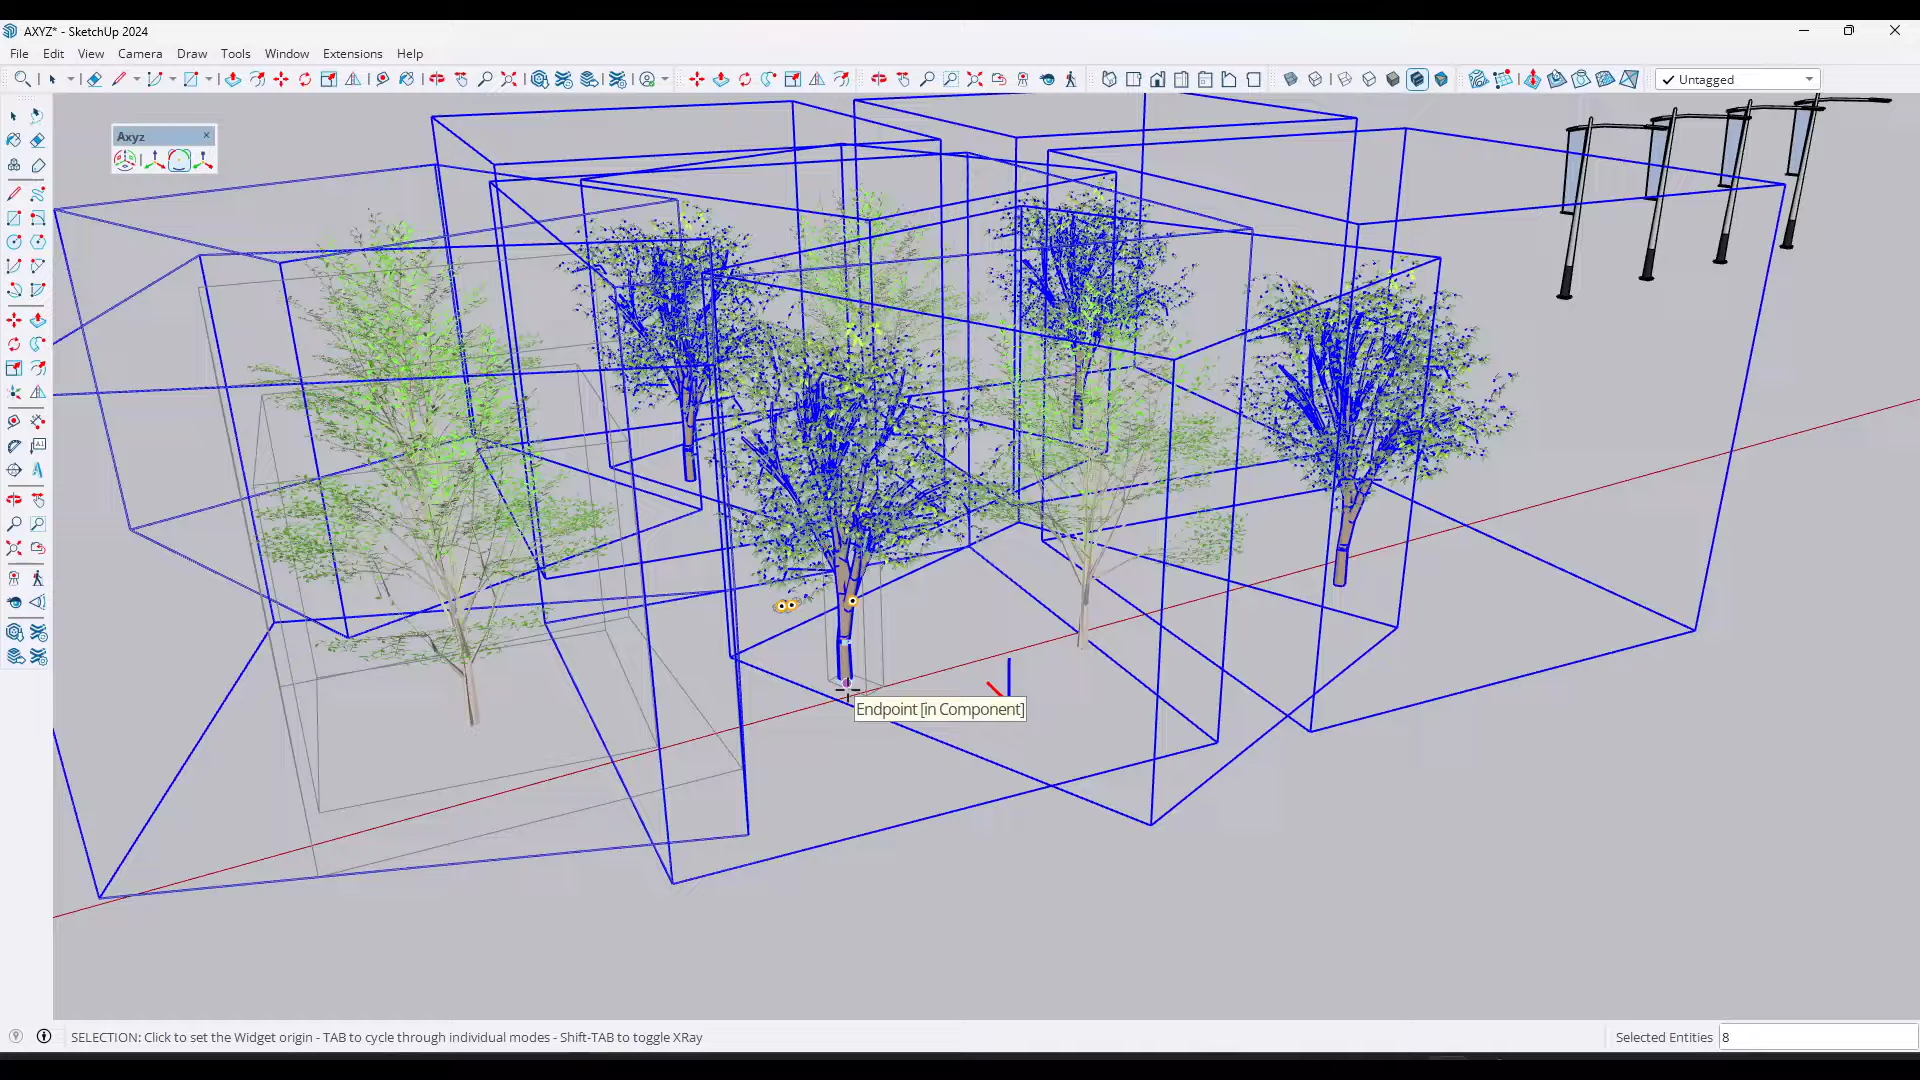 AXYZ* - SketchUp 2024
File Edit View Camera Draw Tools Window Extensions Help
Untagged
Axyz
Endpoint [in Component]
SELECTION: Click to set the Widget origin - TAB to cycle through individual modes - Shift-TAB to toggle XRay
Selected Entities 8